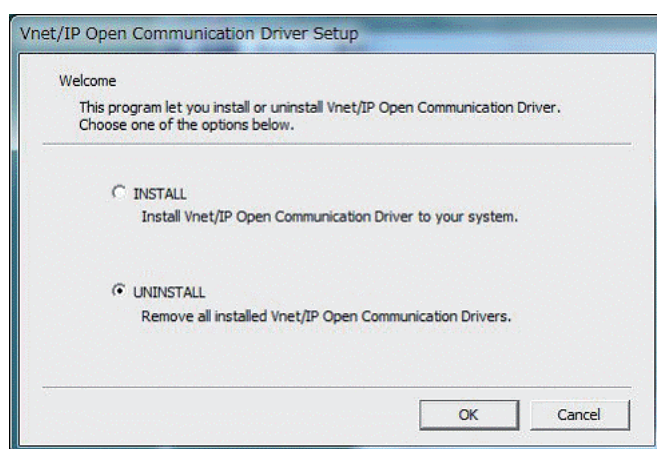 Vnet/IP Open Communication Driver Setup
Welcome
This program let you install or uninstall Vnet/IP Open Communication Driver.
Choose one of the options below.
INSTALL
Install Vnet/IP Open Communication Driver to your system.
UNINSTALL
Remove all installed Vnet/IP Open Communication Drivers.
OK Cancel